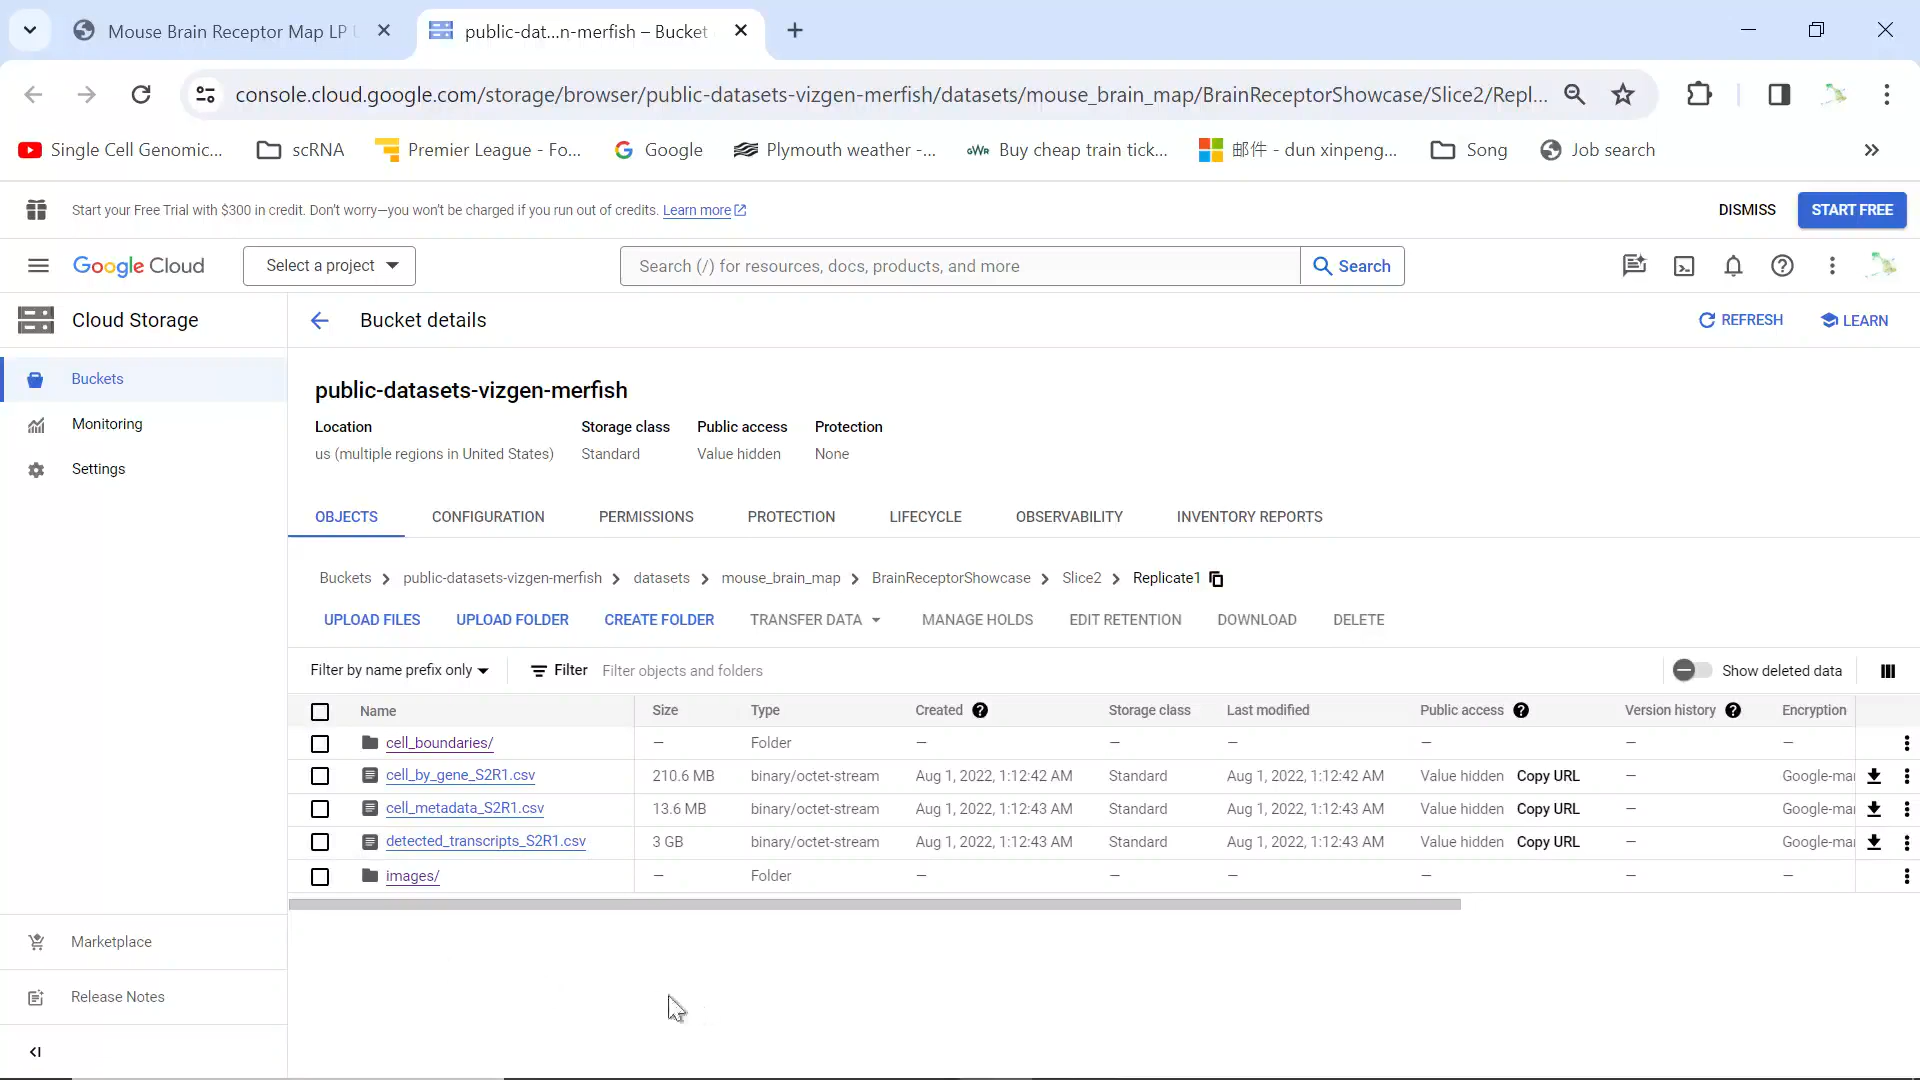 Mouse Brain Receptor Map LP
public-dat...n-merfish – Bucket
console.cloud.google.com/storage/browser/public-datasets-vizgen-merfish/datasets/mouse_brain_map/BrainReceptorShowcase/Slice2/Repl...
Single Cell Genomic... scRNA Premier League - Fo... Google Plymouth weather -... GWR Buy cheap train tick... 邮件 - dun xinpeng... Song Job search
Start your Free Trial with $300 in credit. Don't worry—you won't be charged if you run out of credits. Learn more DISMISS START FREE
Google Cloud Select a project Search (/) for resources, docs, products, and more Search
Cloud Storage Bucket details REFRESH LEARN
Buckets
Monitoring
Settings
Marketplace
Release Notes
public-datasets-vizgen-merfish
Location Storage class Public access Protection
us (multiple regions in United States) Standard Value hidden None
OBJECTS CONFIGURATION PERMISSIONS PROTECTION LIFECYCLE OBSERVABILITY INVENTORY REPORTS
Buckets > public-datasets-vizgen-merfish > datasets > mouse_brain_map > BrainReceptorShowcase > Slice2 > Replicate1
UPLOAD FILES UPLOAD FOLDER CREATE FOLDER TRANSFER DATA MANAGE HOLDS EDIT RETENTION DOWNLOAD DELETE
Filter by name prefix only Filter Filter objects and folders Show deleted data
Name Size Type Created Storage class Last modified Public access Version history Encryption
cell_boundaries/ — Folder — — — — — —
cell_by_gene_S2R1.csv 210.6 MB binary/octet-stream Aug 1, 2022, 1:12:42 AM Standard Aug 1, 2022, 1:12:42 AM Value hidden Copy URL — Google-ma
cell_metadata_S2R1.csv 13.6 MB binary/octet-stream Aug 1, 2022, 1:12:43 AM Standard Aug 1, 2022, 1:12:43 AM Value hidden Copy URL — Google-ma
detected_transcripts_S2R1.csv 3 GB binary/octet-stream Aug 1, 2022, 1:12:43 AM Standard Aug 1, 2022, 1:12:43 AM Value hidden Copy URL — Google-ma
images/ — Folder — — — — — —